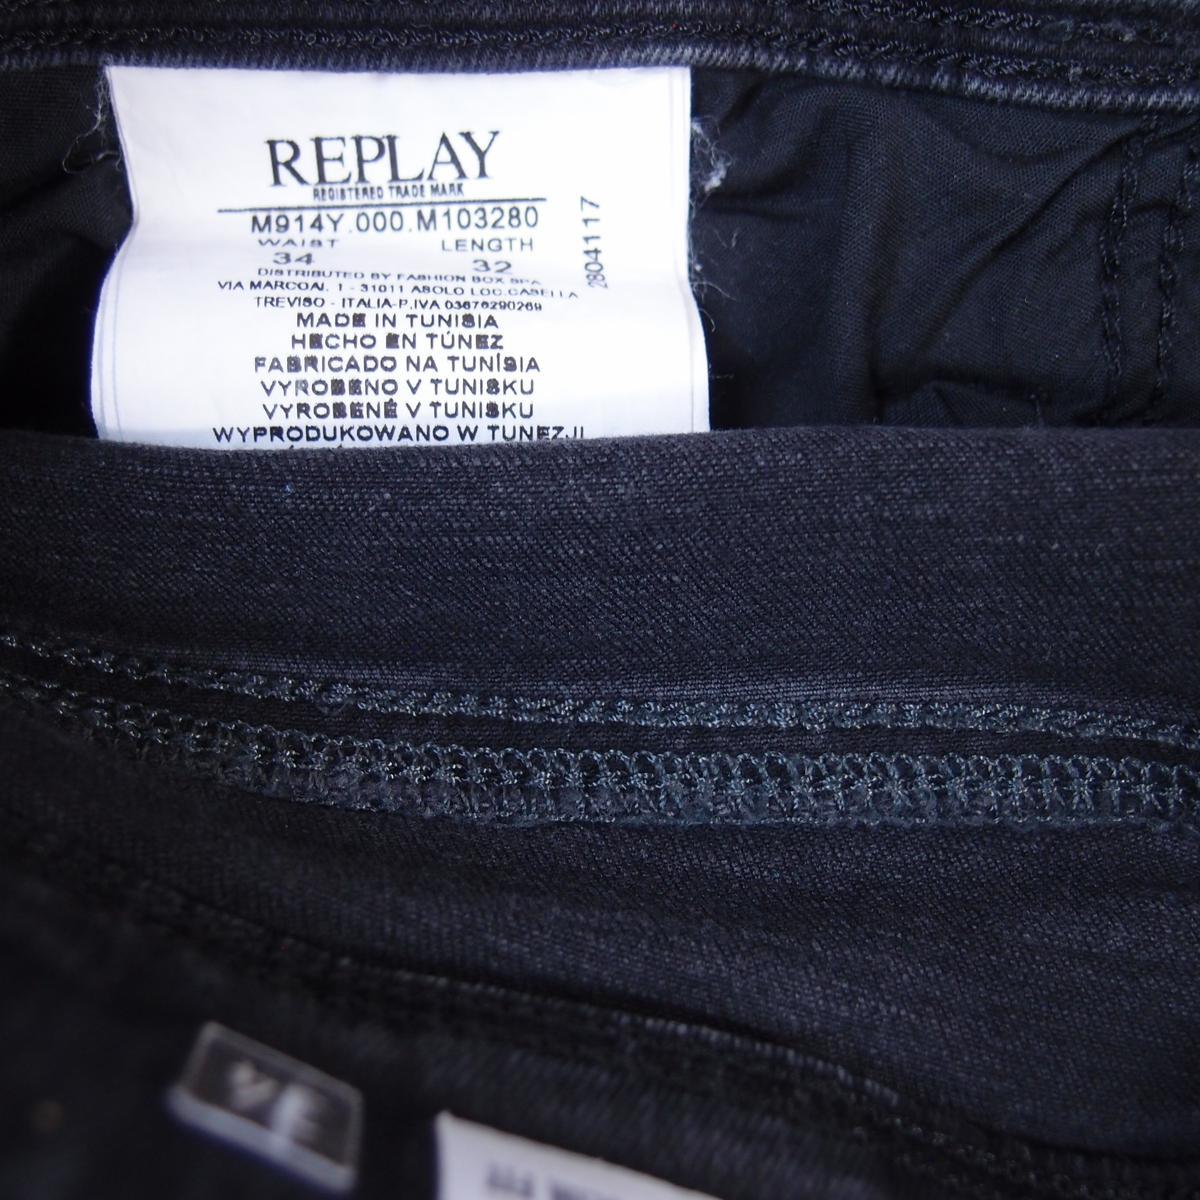 REPLAY
REGISTERED TRADE MARK
M914Y.000.M103280
WAIST LENGTH
34 32
DISTRIBUTED BY FASHION BOX SPA
VIA MARCONI, 1 - 31011 ASOLO LOC.CASELLA
TREVISO - ITALIA-P.IVA 03676290269
MADE IN TUNISIA
HECHO EN TÚNEZ
FABRICADO NA TUNÍSIA
VYROBENO V TUNISKU
VYROBENÉ V TUNISKU
WYPRODUKOWANO W TUNEZJI
2804117